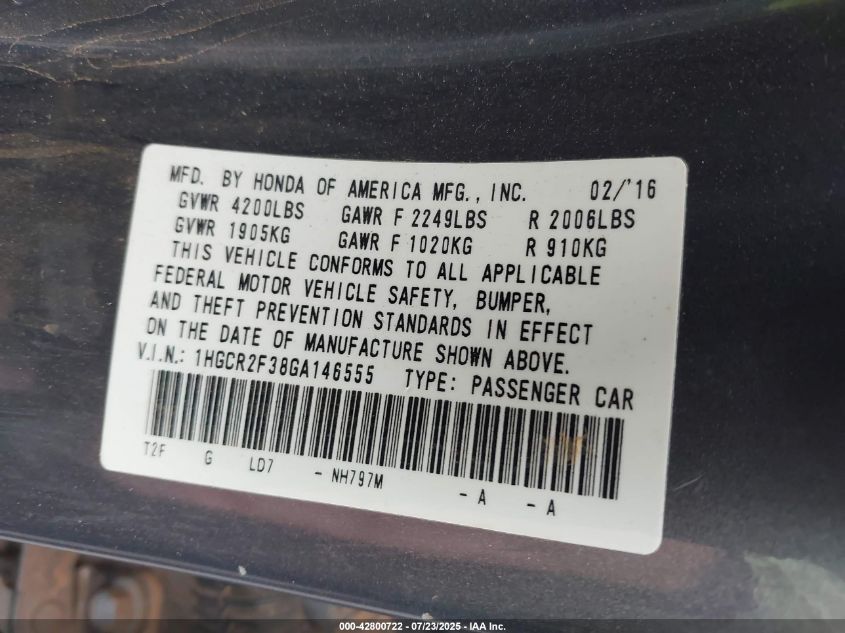 MFD. BY HONDA OF AMERICA MFG., INC. 02/'16
GVWR 4200LBS GAWR F 2249LBS R 2006LBS
GVWR 1905KG GAWR F 1020KG R 910KG
THIS VEHICLE CONFORMS TO ALL APPLICABLE
FEDERAL MOTOR VEHICLE SAFETY, BUMPER,
AND THEFT PREVENTION STANDARDS IN EFFECT
ON THE DATE OF MANUFACTURE SHOWN ABOVE.
V.I.N.: 1HGCR2F38GA146555 TYPE: PASSENGER CAR
T2F G LD7 - NH797M - A - A
000-42800722 - 07/23/2025 - IAA Inc.